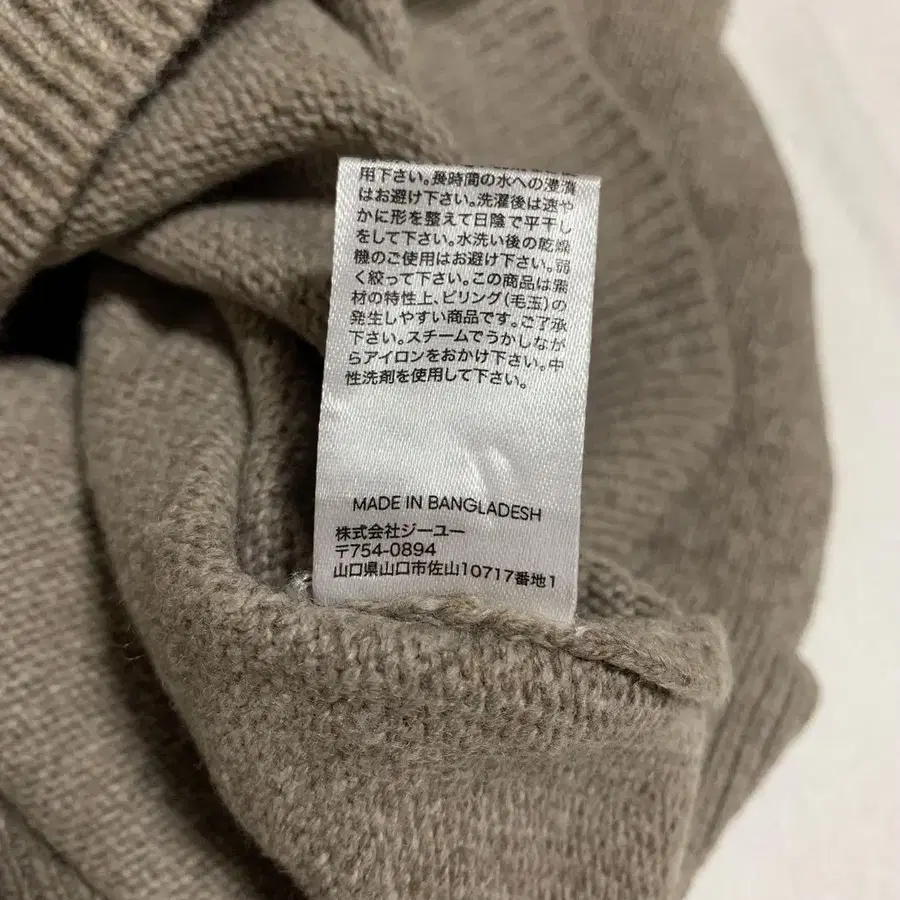 用下さい。長時間の水への浸漬
はお避け下さい。洗濯後は速や
かに形を整えて日陰で平干し
をして下さい。水洗い後の乾燥
機のご使用はお避け下さい。弱
く絞って下さい。この商品は素
材の特性上、ピリング(毛玉)の
発生しやすい商品です。ご了承
下さい。スチームでうかしなが
らアイロンをおかけ下さい。中
性洗剤を使用して下さい。
MADE IN BANGLADESH
株式会社ジーユー
〒754-0894
山口県山口市佐山10717番地1